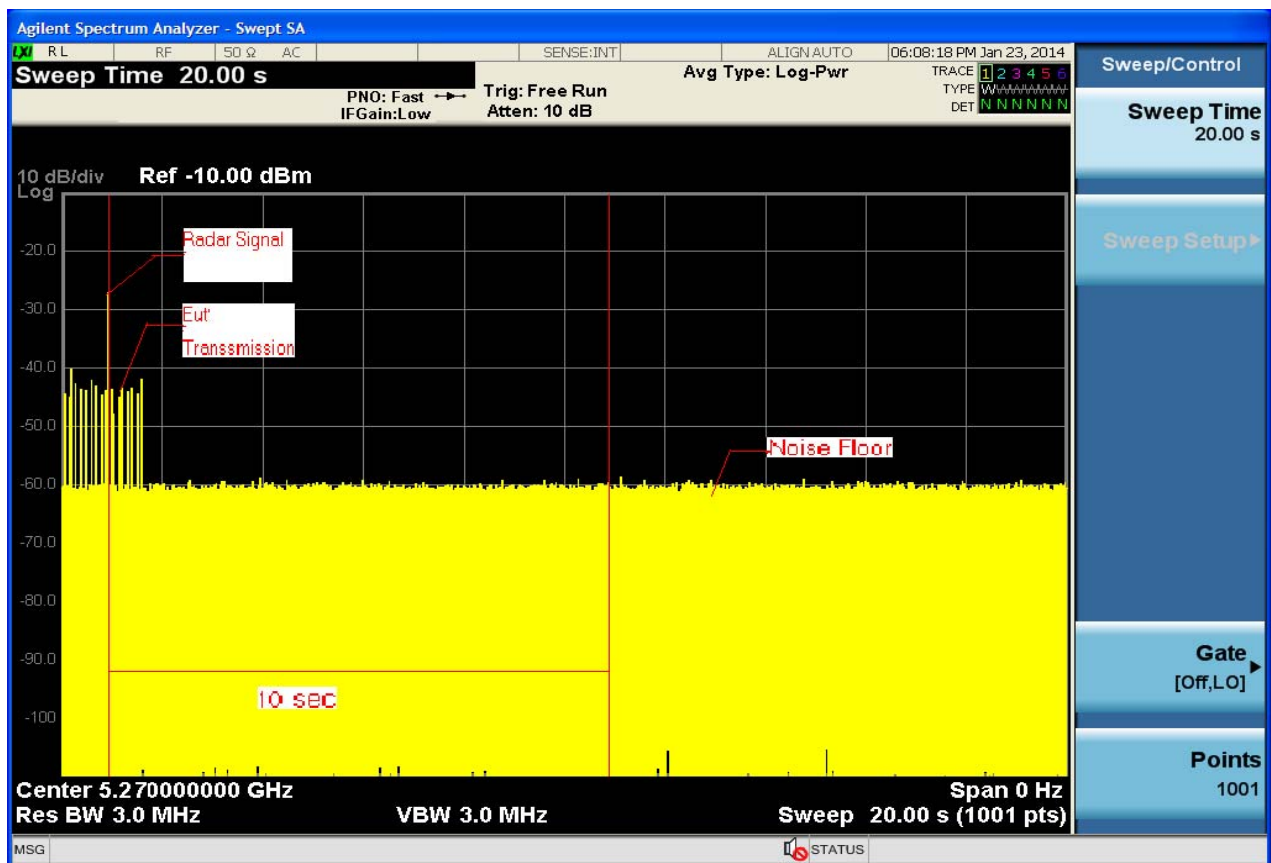 Agilent Spectrum Analyzer - Swept SA
LXI RL RF 50 Ω AC SENSE:INT ALIGN AUTO 06:08:18 PM Jan 23, 2014
Sweep Time 20.00 s
PNO: Fast
IFGain:Low
Trig: Free Run
Atten: 10 dB
Avg Type: Log-Pwr
TRACE 1 2 3 4 5 6
TYPE WWWWWW
DET N N N N N N
10 dB/div
Log
Ref -10.00 dBm
-20.0
-30.0
-40.0
-50.0
-60.0
-70.0
-80.0
-90.0
-100
Radar Signal
Eut'
Transsmission
Noise Floor
10 sec
Center 5.270000000 GHz
Res BW 3.0 MHz
VBW 3.0 MHz
Span 0 Hz
Sweep 20.00 s (1001 pts)
MSG
STATUS
Sweep/Control
Sweep Time
20.00 s
Sweep Setup
Gate
[Off,LO]
Points
1001